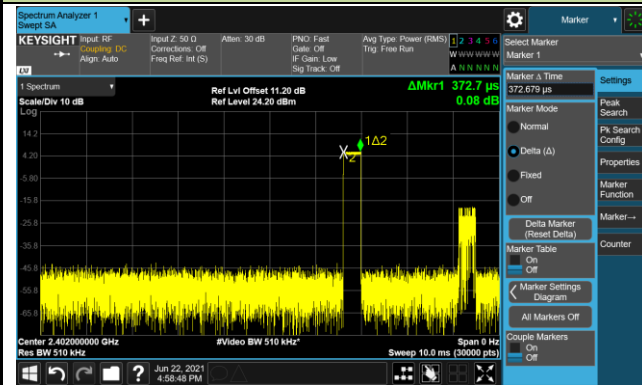 Spectrum Analyzer 1
Swept SA
Marker
KEYSIGHT
Input: RF
Coupling: DC
Align: Auto
Input Z: 50 Ω
Corrections: Off
Freq Ref: Int (S)
Atten: 30 dB
PNO: Fast
Gate: Off
IF Gain: Low
Sig Track: Off
Avg Type: Power (RMS)
Trig: Free Run
1 2 3 4 5 6
W W W W W W
A N N N N N
LXI
Select Marker
Marker 1
1 Spectrum
Scale/Div 10 dB
Log
Ref Lvl Offset 11.20 dB
Ref Level 24.20 dBm
ΔMkr1 372.7 µs
0.08 dB
14.2
4.20
-5.80
-15.8
-25.8
-35.8
-45.8
-55.8
-65.8
1Δ2
X2
Center 2.402000000 GHz
Res BW 510 kHz
#Video BW 510 kHz*
Span 0 Hz
Sweep 10.0 ms (30000 pts)
Marker Δ Time
372.679 µs
Marker Mode
Normal
Delta (Δ)
Fixed
Off
Delta Marker
(Reset Delta)
Marker Table
On
Off
Marker Settings
Diagram
All Markers Off
Couple Markers
On
Off
Settings
Peak
Search
Pk Search
Config
Properties
Marker
Function
Marker→
Counter
Jun 22, 2021
4:58:48 PM